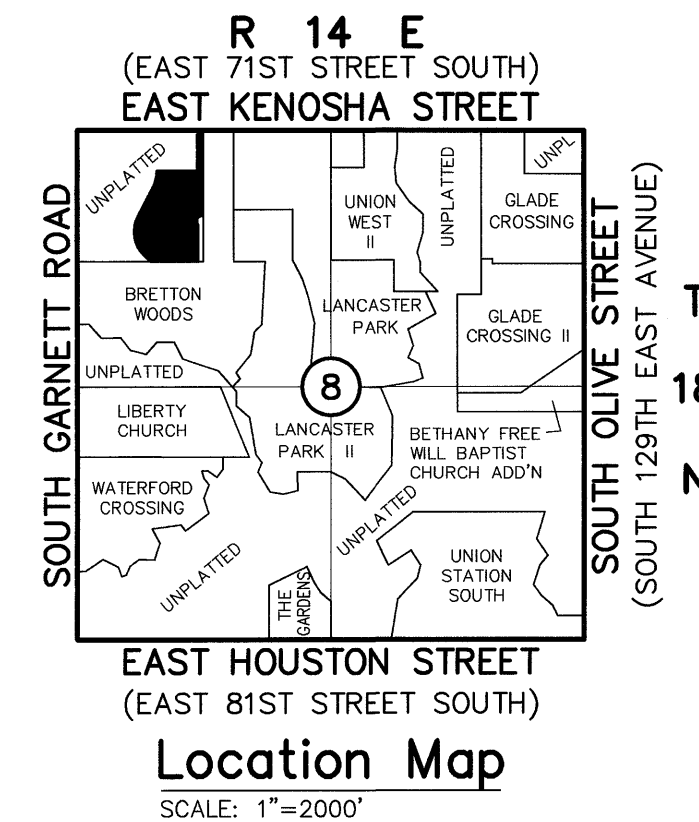 R 14 E
(EAST 71ST STREET SOUTH)
EAST KENOSHA STREET
SOUTH GARNETT ROAD
UNPLATTED
UNION
WEST
II
UNPLATTED
UNPL
GLADE
CROSSING
BRETTON
WOODS
LANCASTER
PARK
GLADE
CROSSING II
UNPLATTED
8
LIBERTY
CHURCH
LANCASTER
PARK II
BETHANY FREE
WILL BAPTIST
CHURCH ADD'N
WATERFORD
CROSSING
UNPLATTED
UNPLATTED
THE
GARDENS
UNION
STATION
SOUTH
SOUTH OLIVE STREET
(SOUTH 129TH EAST AVENUE)
T
18
N
EAST HOUSTON STREET
(EAST 81ST STREET SOUTH)
Location Map
SCALE: 1"=2000'